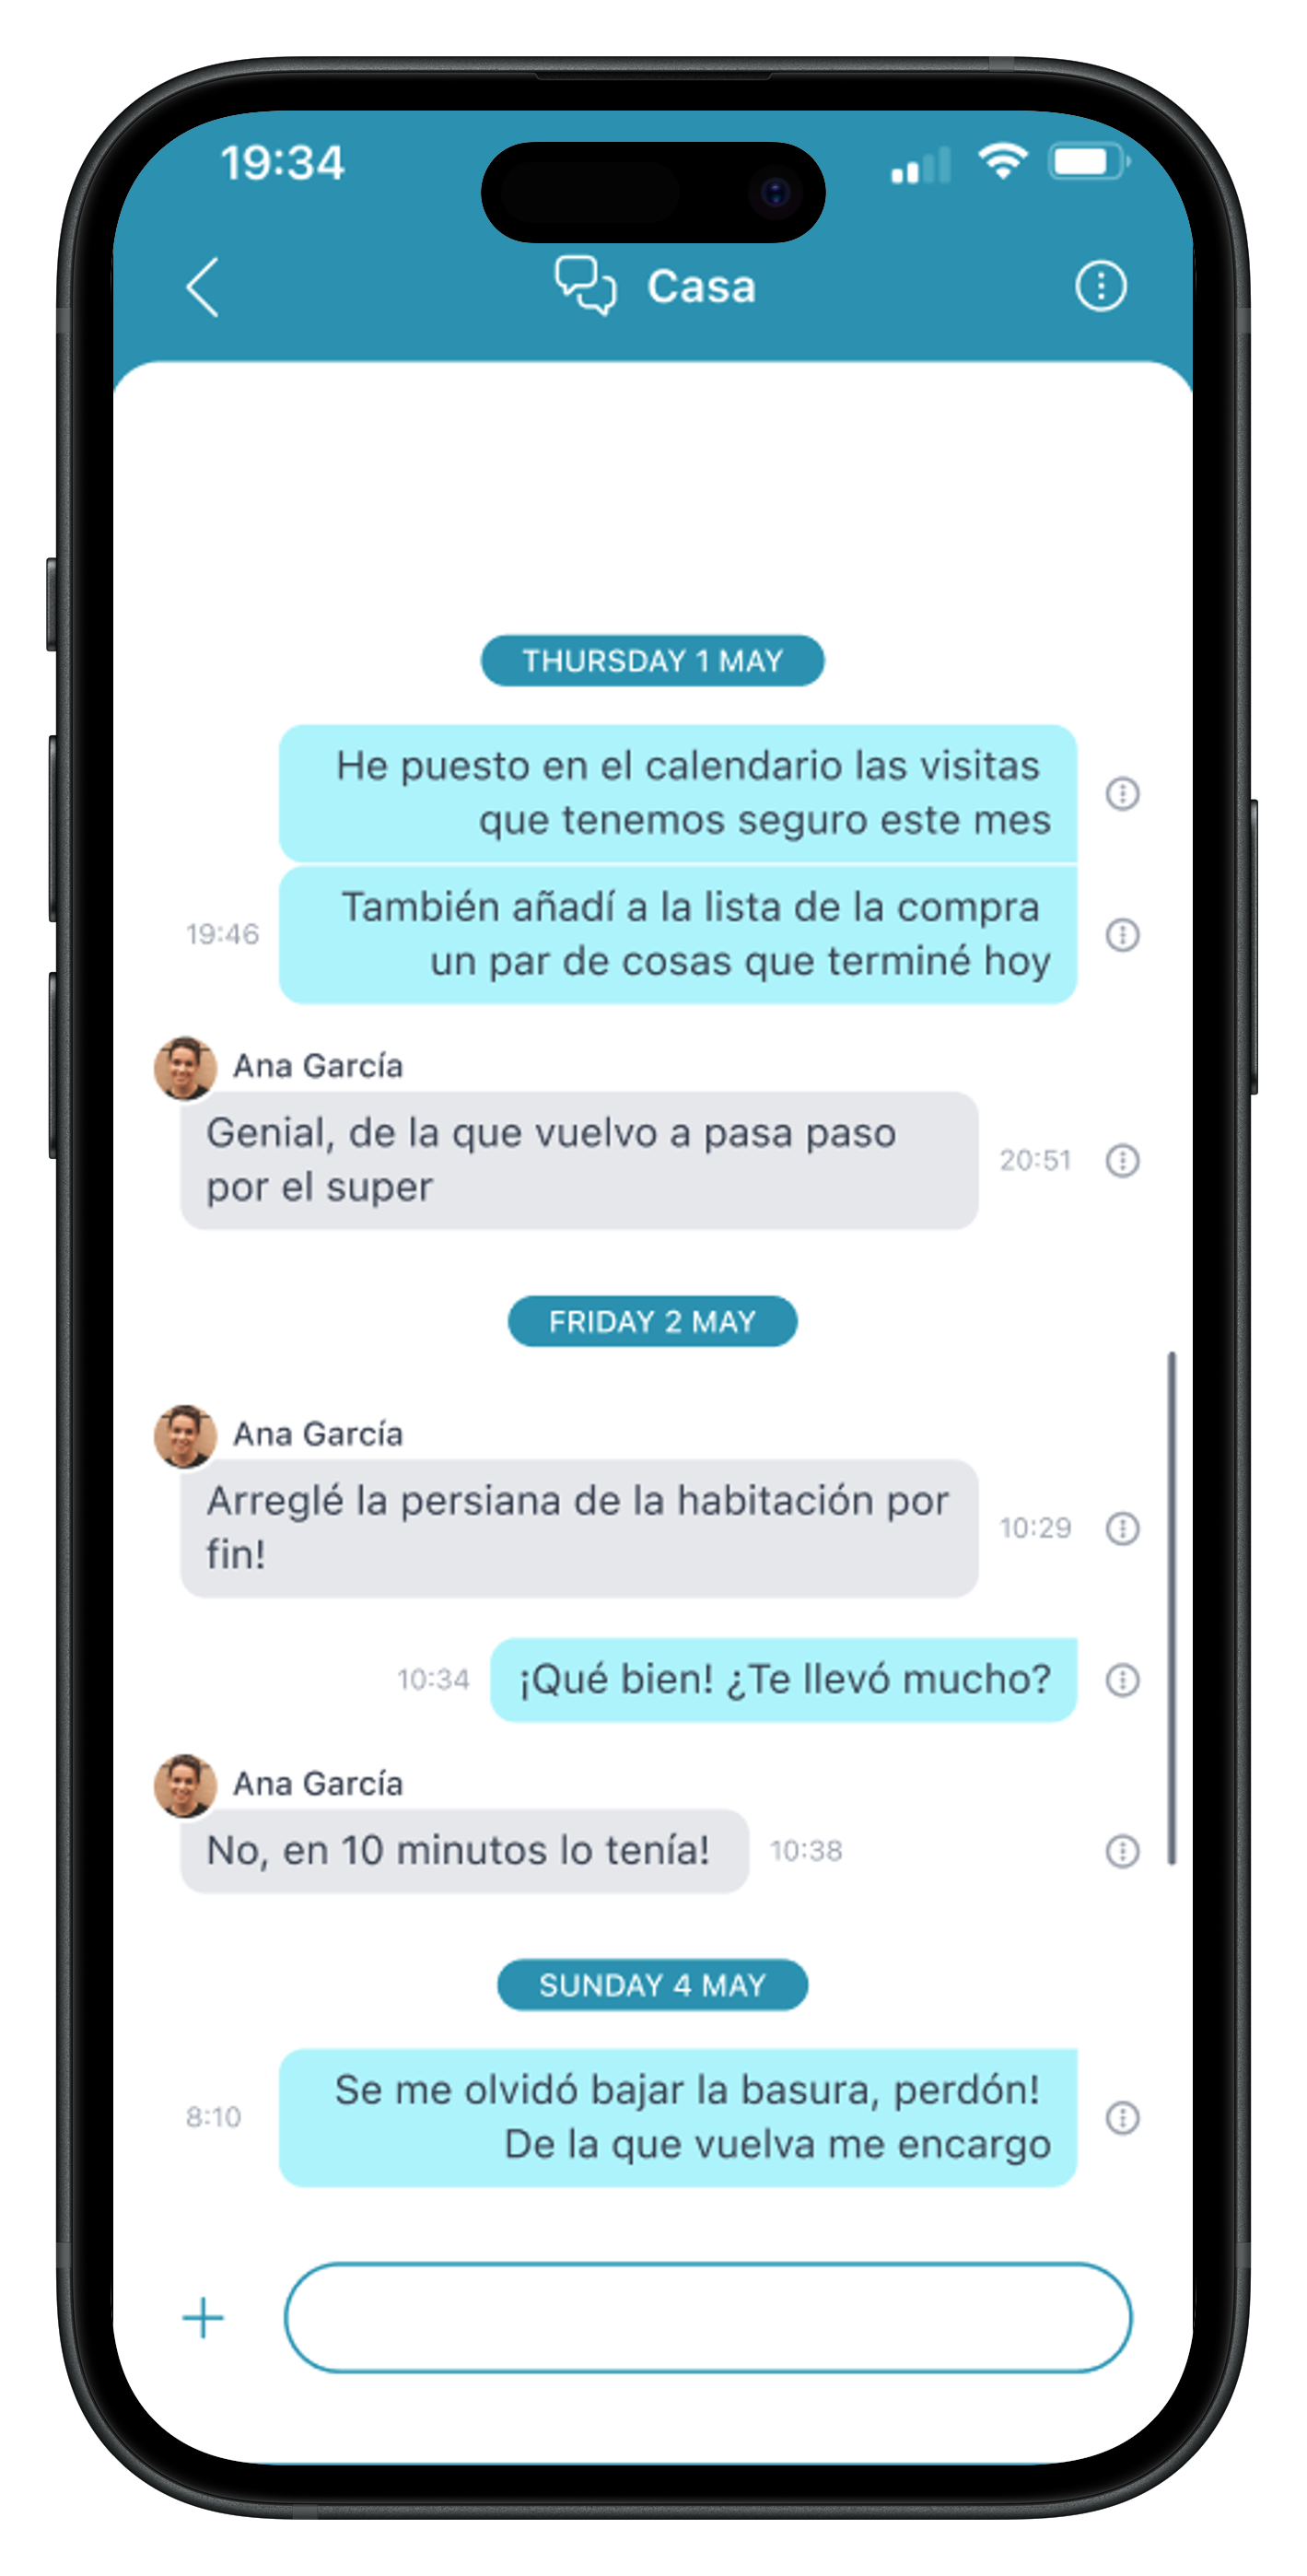 19:34
Casa
THURSDAY 1 MAY
He puesto en el calendario las visitas
que tenemos seguro este mes
También añadí a la lista de la compra
un par de cosas que terminé hoy
19:46
Ana García
Genial, de la que vuelvo a pasa paso
por el super
20:51
FRIDAY 2 MAY
Ana García
Arreglé la persiana de la habitación por
fin!
10:29
10:34
¡Qué bien! ¿Te llevó mucho?
Ana García
No, en 10 minutos lo tenía!
10:38
SUNDAY 4 MAY
Se me olvidó bajar la basura, perdón!
De la que vuelva me encargo
8:10